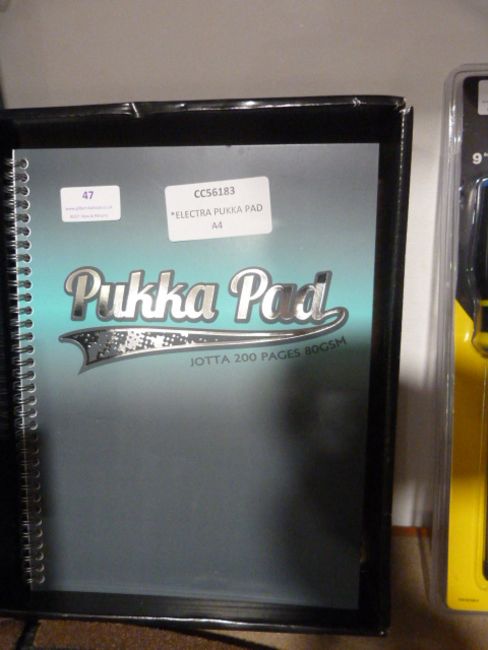 47
CC56183
*ELECTRA PUKKA PAD
A4
Pukka Pad
JOTTA 200 PAGES 80GSM
9"